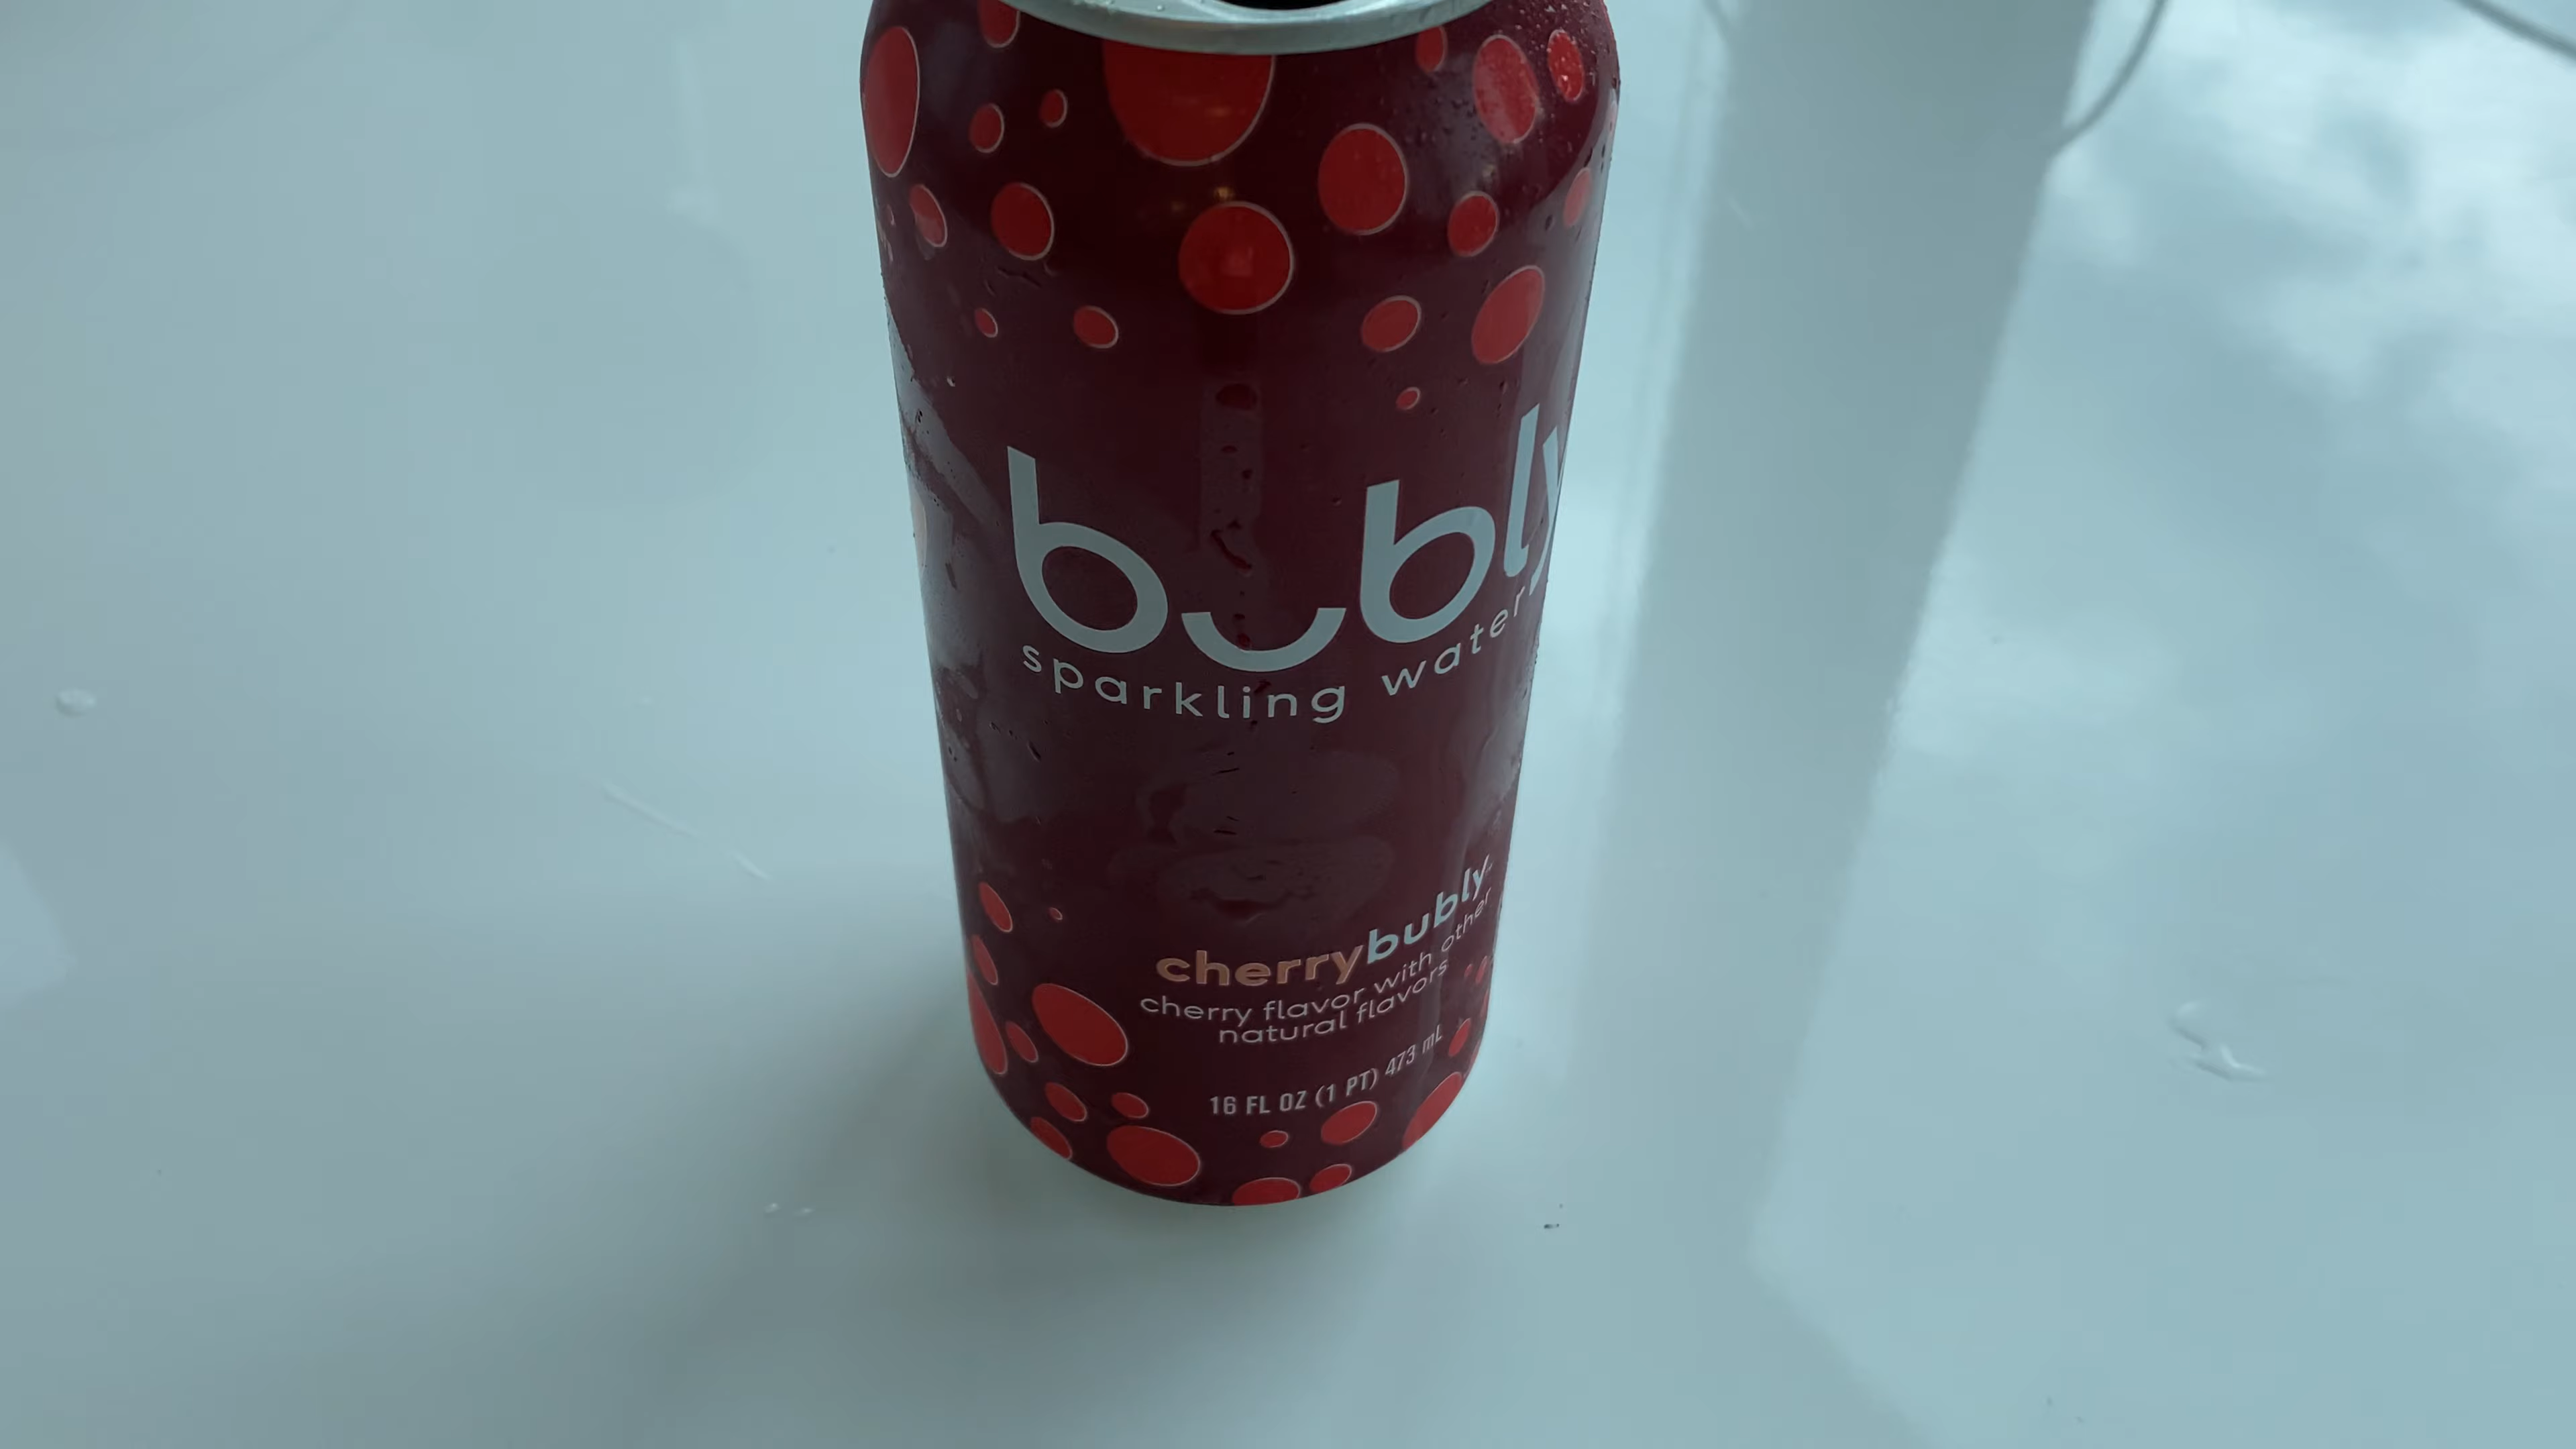 bubly
sparkling water
cherrybubly
cherry flavor with other
natural flavors
16 FL OZ (1 PT) 473 mL